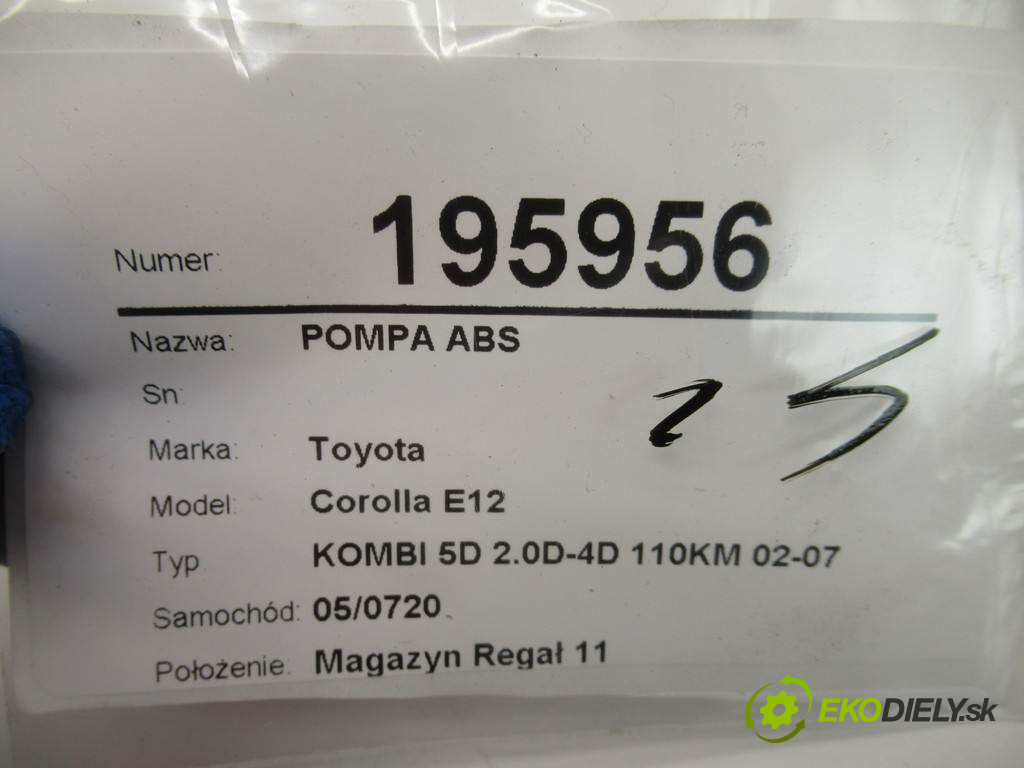 Numer: 195956
Nazwa: POMPA ABS
Sn:
25
Marka: Toyota
Model: Corolla E12
Typ: KOMBI 5D 2.0D-4D 110KM 02-07
Samochód: 05/0720
Położenie: Magazyn Regał 11
EKODIELY.sk